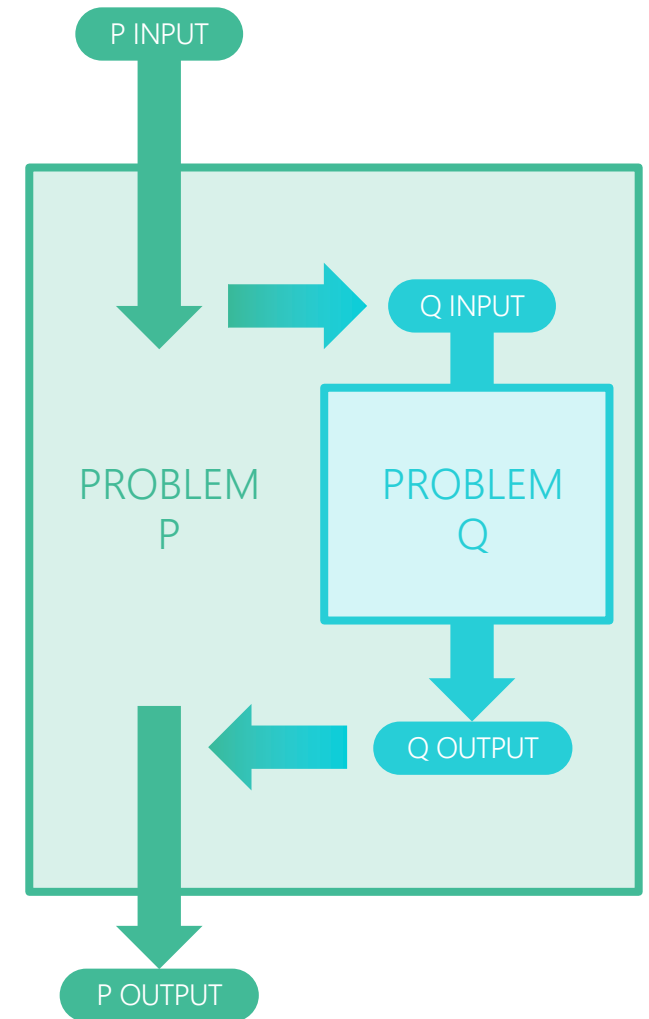 P INPUT
Q INPUT
PROBLEM
P
PROBLEM
Q
Q OUTPUT
P OUTPUT